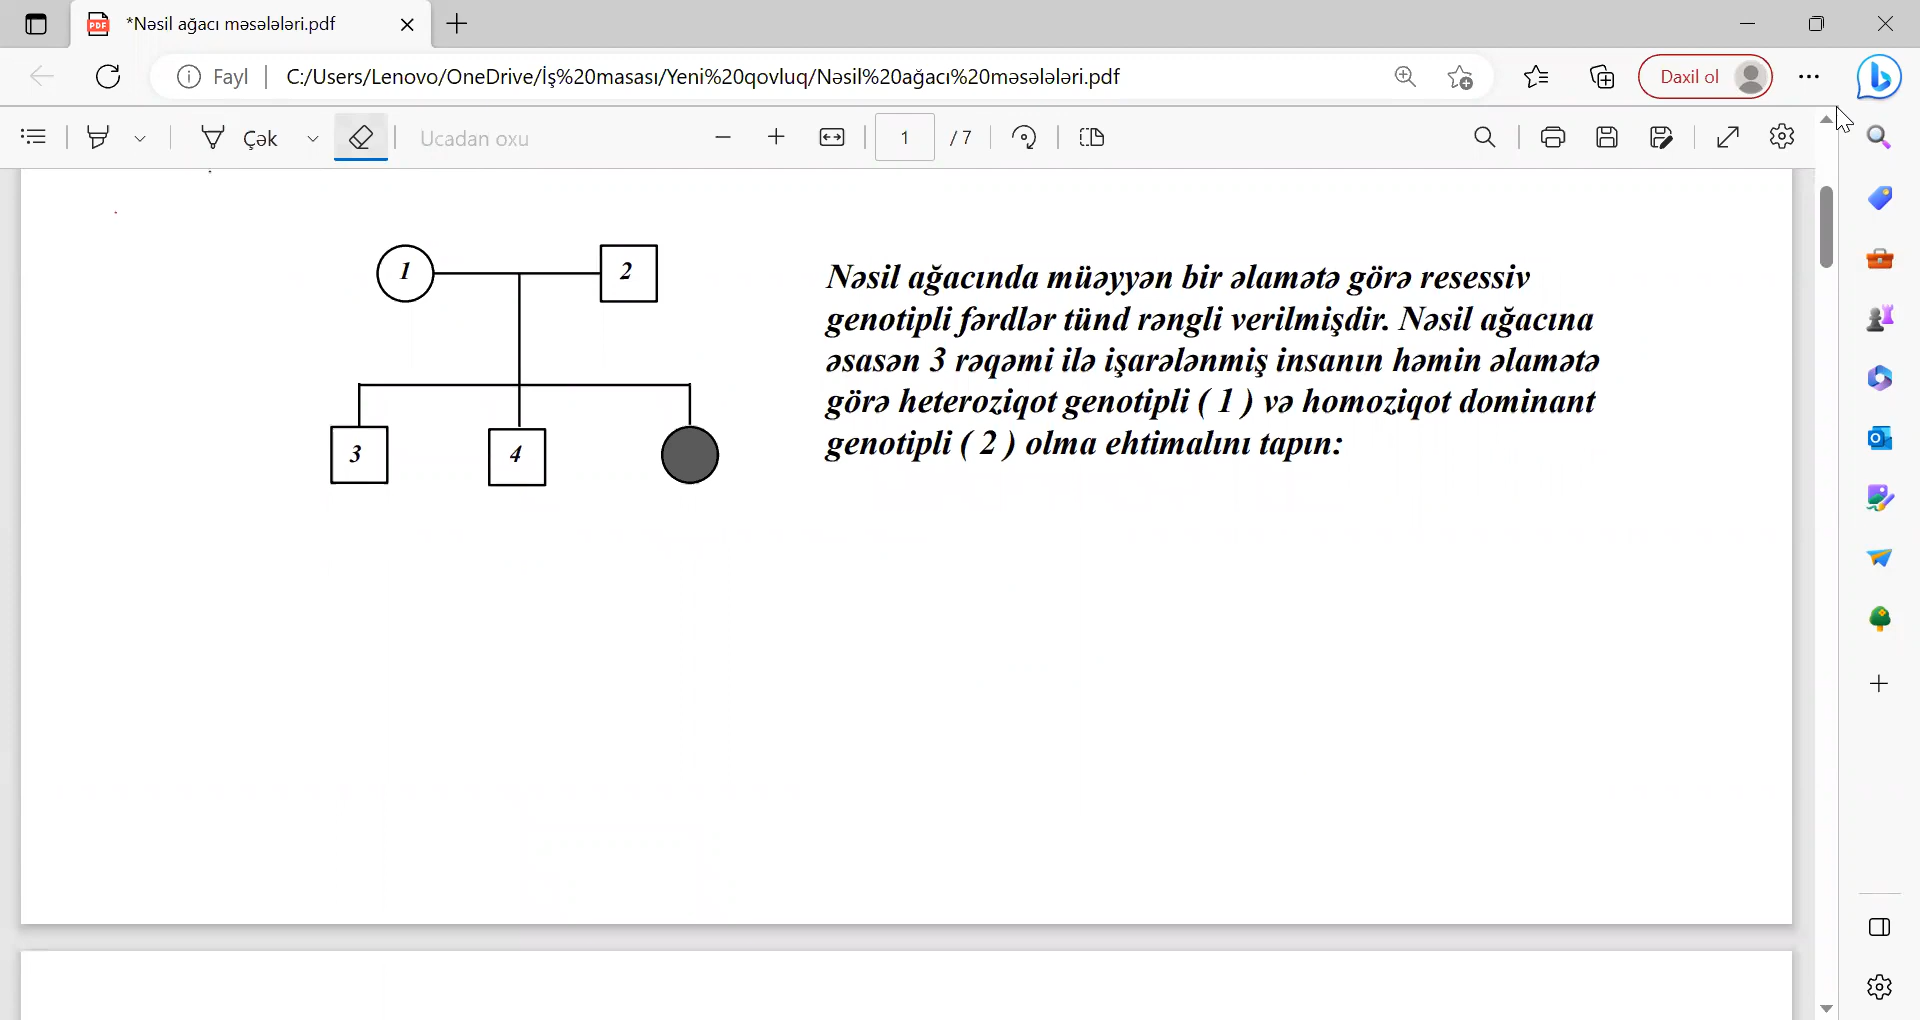 *Nəsil ağacı məsələləri.pdf
Fayl
C:/Users/Lenovo/OneDrive/İş%20masası/Yeni%20qovluq/Nəsil%20ağacı%20məsələləri.pdf
Daxil ol
Çək
Ucadan oxu
1
/ 7
1
2
3
4
Nəsil ağacında müəyyən bir əlamətə görə resessiv
genotipli fərdlər tünd rəngli verilmişdir. Nəsil ağacına
əsasən 3 rəqəmi ilə işarələnmiş insanın həmin əlamətə
görə heteroziqot genotipli ( 1 ) və homoziqot dominant
genotipli ( 2 ) olma ehtimalını tapın: